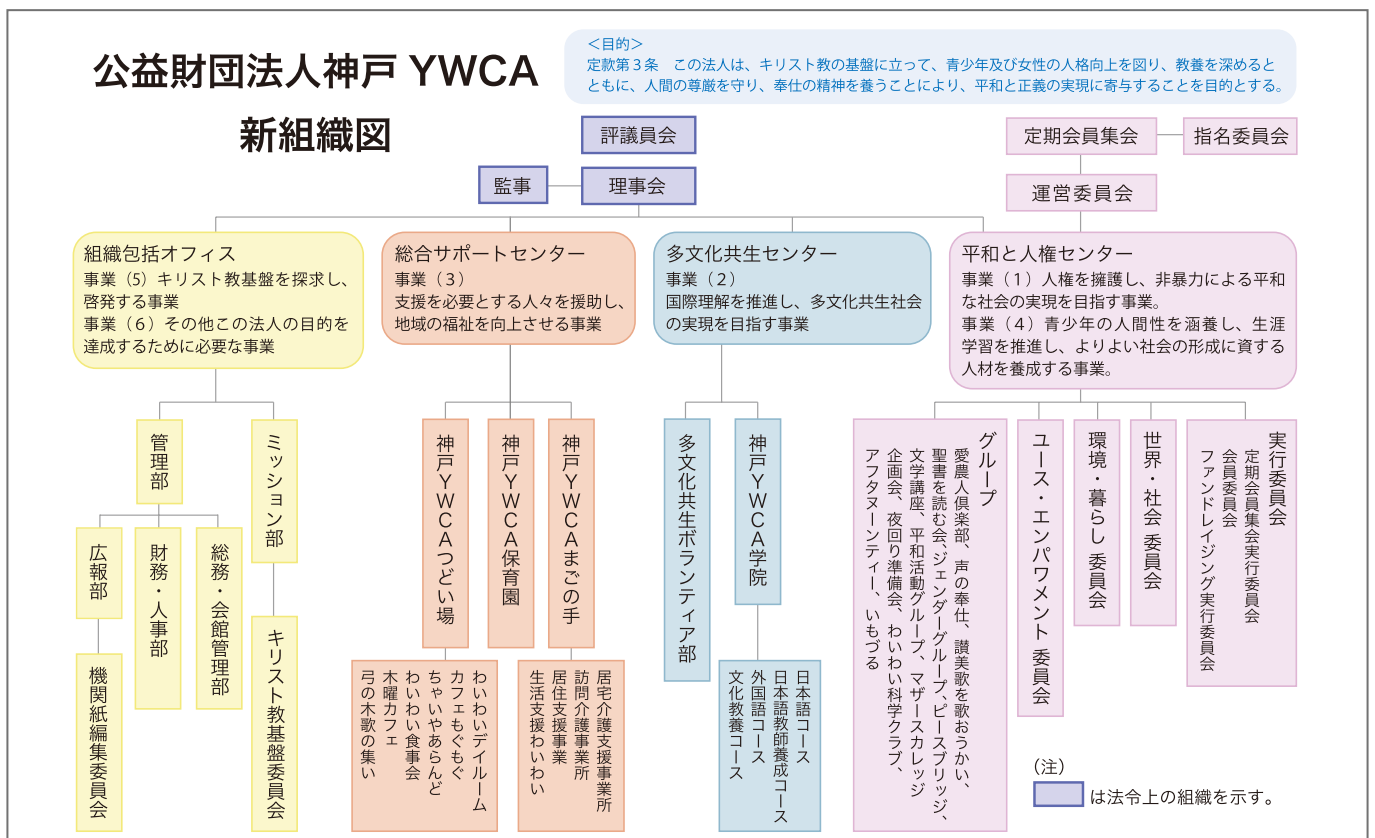 公益財団法人神戸 YWCA
新組織図
＜目的＞
定款第３条　この法人は、キリスト教の基盤に立って、青少年及び女性の人格向上を図り、教養を深めると
ともに、人間の尊厳を守り、奉仕の精神を養うことにより、平和と正義の実現に寄与することを目的とする。
評議員会
監事
理事会
定期会員集会
指名委員会
運営委員会
組織包括オフィス
事業（5）キリスト教基盤を探求し、
啓発する事業
事業（６）その他この法人の目的を
達成するために必要な事業
総合サポートセンター
事業（３）
支援を必要とする人々を援助し、
地域の福祉を向上させる事業
多文化共生センター
事業（２）
国際理解を推進し、多文化共生社会
の実現を目指す事業
平和と人権センター
事業（１）人権を擁護し、非暴力による平和
な社会の実現を目指す事業。
事業（４）青少年の人間性を涵養し、生涯
学習を推進し、よりよい社会の形成に資する
人材を養成する事業。
管理部
ミッション部
広報部
財務・人事部
総務・会館管理部
機関紙編集委員会
キリスト教基盤委員会
神戸ＹＷＣＡつどい場
神戸ＹＷＣＡ保育園
神戸ＹＷＣＡまごの手
わいわいデイルーム
カフェもぐもぐ
ちゃいやあらんど
わいわい食事会
木曜カフェ
弓の木歌の集い
居宅介護支援事業所
訪問介護事業所
居住支援事業
生活支援わいわい
多文化共生ボランティア部
神戸ＹＷＣＡ学院
日本語コース
日本語教師養成コース
外国語コース
文化教養コース
グループ
愛農人倶楽部、声の奉仕、讃美歌を歌おうかい、
聖書を読む会、ジェンダーグループ、ピースブリッジ、
文学講座、平和活動グループ、マザースカレッジ
企画会、夜回り準備会、わいわい科学クラブ、
アフタヌーンティー、いもづる
ユース・エンパワメント 委員会
環境・暮らし 委員会
世界・社会 委員会
実行委員会
定期会員集会実行委員会
会員委員会
ファンドレイジング実行委員会
（注）
は法令上の組織を示す。